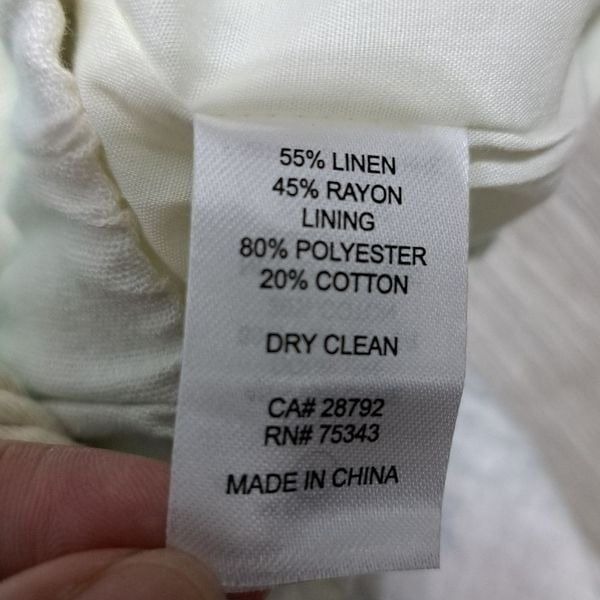 55% LINEN
45% RAYON
LINING
80% POLYESTER
20% COTTON
DRY CLEAN
CA# 28792
RN# 75343
MADE IN CHINA